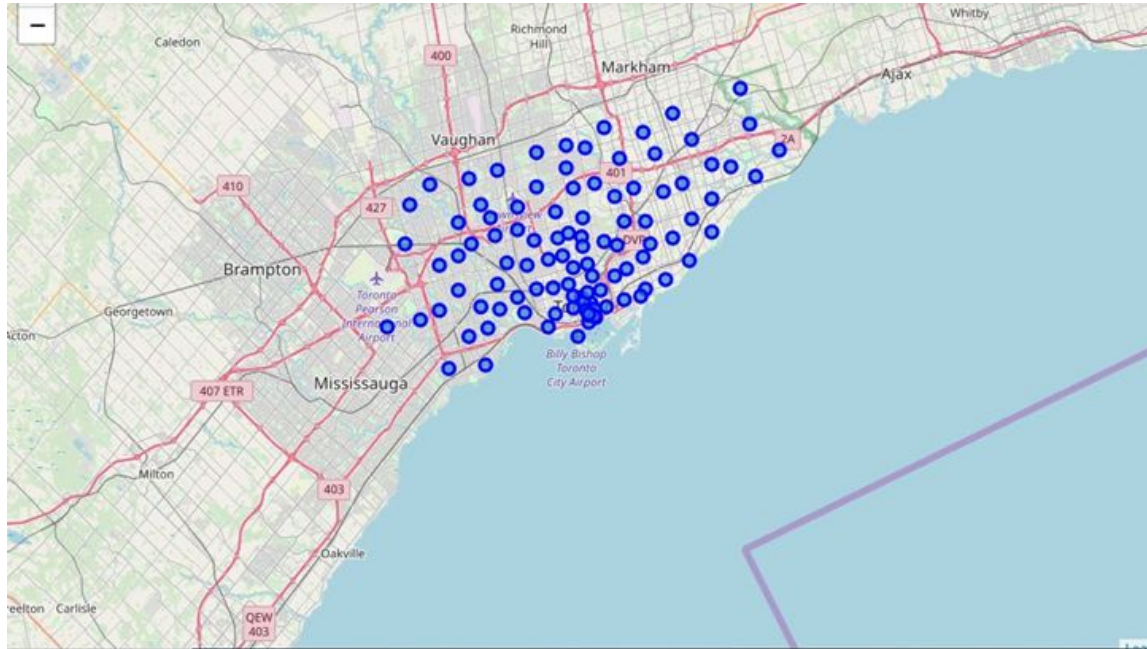 −
Whitby
Richmond
Hill
Caledon
400
Markham
Ajax
Vaughan
2A
401
410
427
DVP
Brampton
Toronto
Pearson
International
Airport
Georgetown
Acton
Billy Bishop
Toronto
City Airport
Mississauga
407 ETR
Milton
403
Oakville
Carlisle
QEW
403